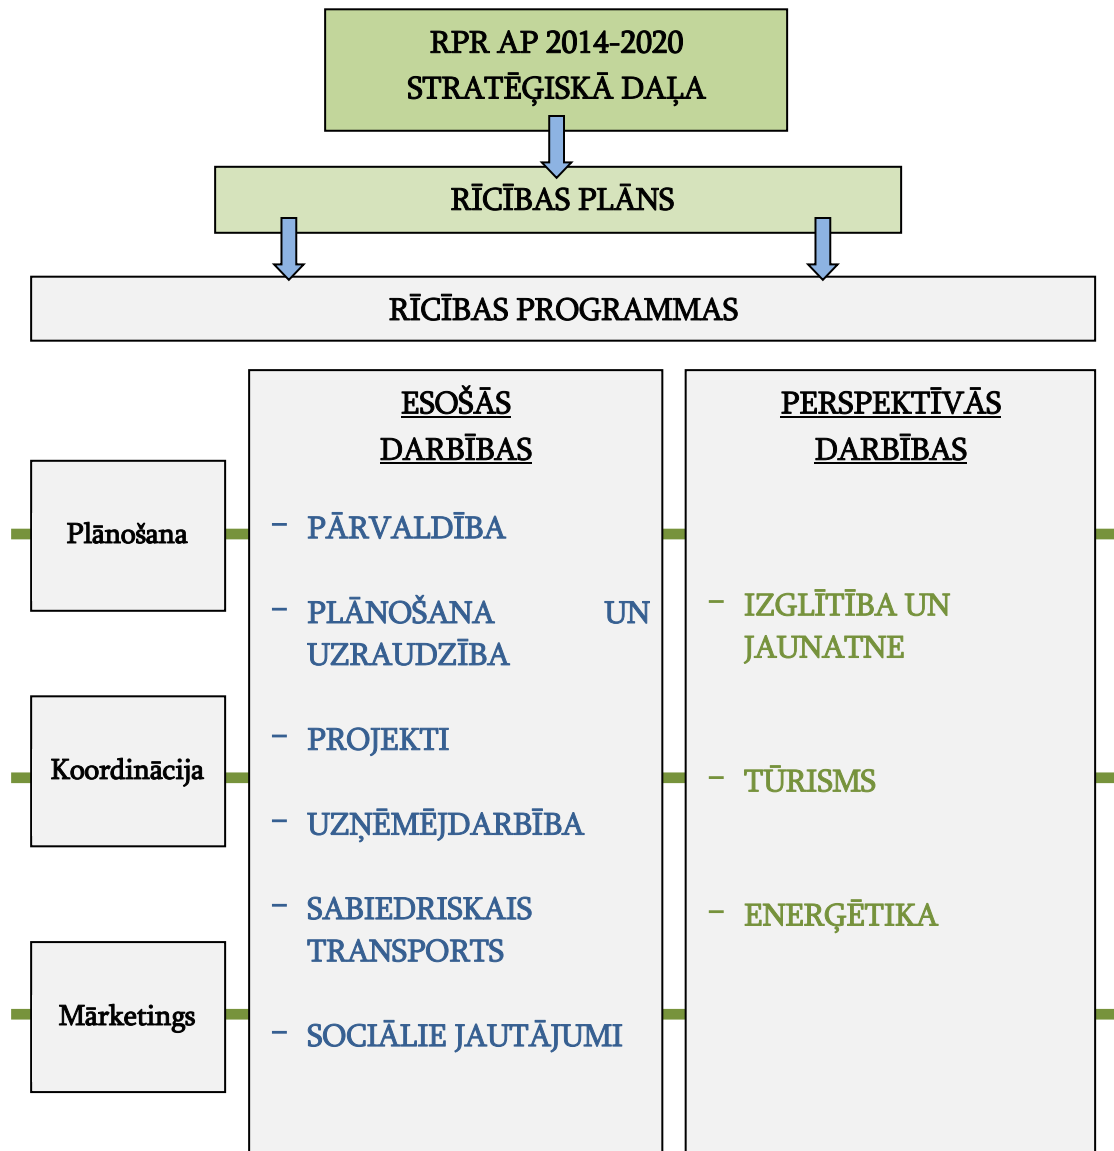 RPR AP 2014-2020
STRATĒĢISKĀ DAĻA
RĪCĪBAS PLĀNS
RĪCĪBAS PROGRAMMAS
Plānošana
Koordinācija
Mārketings
ESOŠĀS
DARBĪBAS
- PĀRVALDĪBA
- PLĀNOŠANA UN
UZRAUDZĪBA
- PROJEKTI
- UZŅĒMĒJDARBĪBA
- SABIEDRISKAIS
TRANSPORTS
- SOCIĀLIE JAUTĀJUMI
PERSPEKTĪVĀS
DARBĪBAS
- IZGLĪTĪBA UN
JAUNATNE
- TŪRISMS
- ENERĢĒTIKA